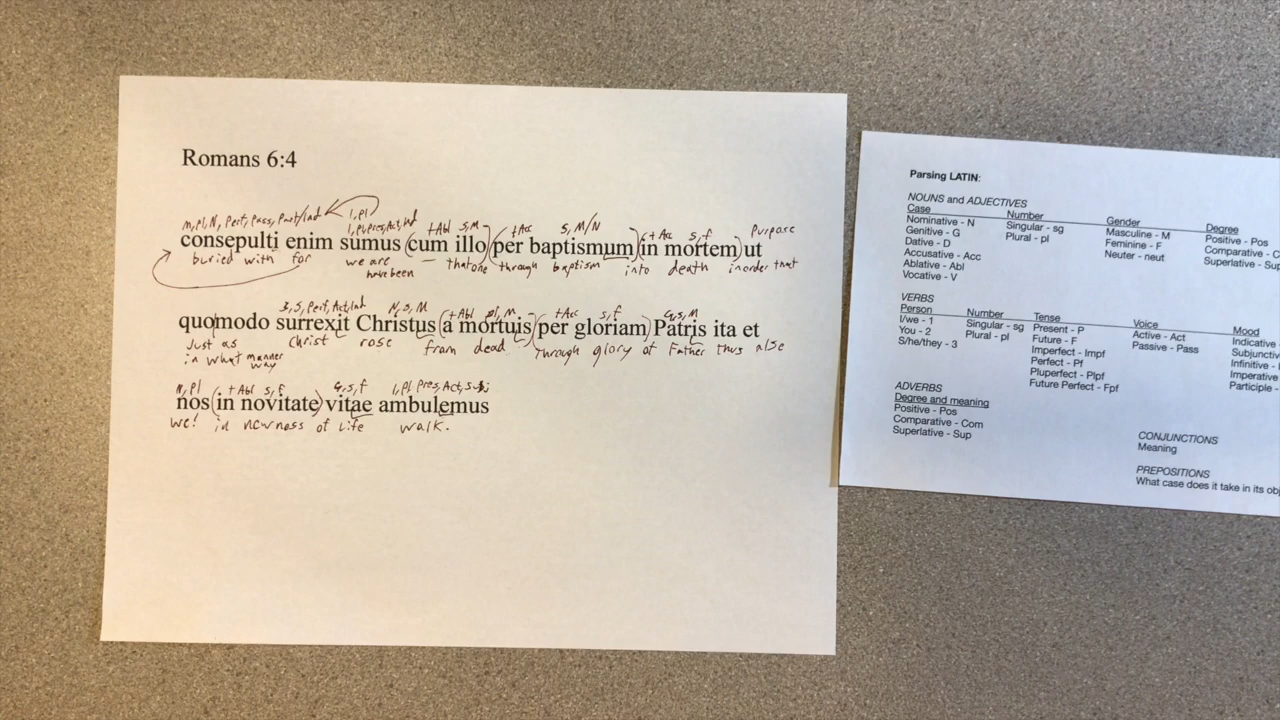 Romans 6:4
m, pl, N, Perf, Pass, Part/Ind 1, Pl
1, Pl, Pres, Act, Ind +Abl S, M +Acc S, M/N +Acc S, f Purpose
consepulti enim sumus (cum illo) (per baptismum) (in mortem) ut
buried with for we are — that one through baptism into death in order that
have been
3, S, Perf, Act, Ind N, S, M +Abl pl, M +Acc S, f G, S, M
quomodo surrexit Christus (a mortuis) (per gloriam) Patris ita et
Just as Christ rose from dead through glory of Father thus also
in what manner
way
N, pl +Abl S, f G, S, f 1, Pl Pres, Act,
nos (in novitate) vitae ambulemus
we! in newness of life walk.
Parsing LATIN:
NOUNS and ADJECTIVES
Case Number Gender Degree
Nominative - N Singular - sg Masculine - M Positive - Pos
Genitive - G Plural - pl Feminine - F Comparative - C
Dative - D Neuter - neut Superlative - Sup
Accusative - Acc
Ablative - Abl
Vocative - V
VERBS
Person Number Tense Voice Mood
I/we - 1 Singular - sg Present - P Active - Act Indicative -
You - 2 Plural - pl Future - F Passive - Pass Subjunctiv
S/he/they - 3 Imperfect - Impf Infinitive -
Perfect - Pf Imperative
Pluperfect - Plpf Participle -
Future Perfect - Fpf
ADVERBS
Degree and meaning
Positive - Pos
Comparative - Com
Superlative - Sup
CONJUNCTIONS
Meaning
PREPOSITIONS
What case does it take in its obj